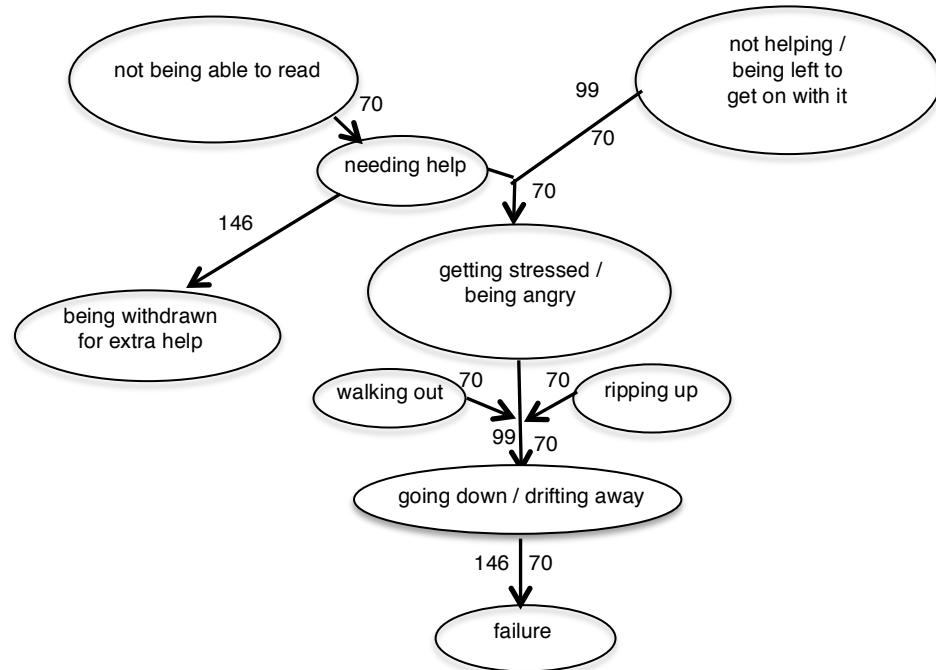 not being able to read
not helping /
being left to
get on with it
70
99
70
needing help
70
146
getting stressed /
being angry
being withdrawn
for extra help
walking out
70
70
ripping up
99
70
going down / drifting away
146
70
failure